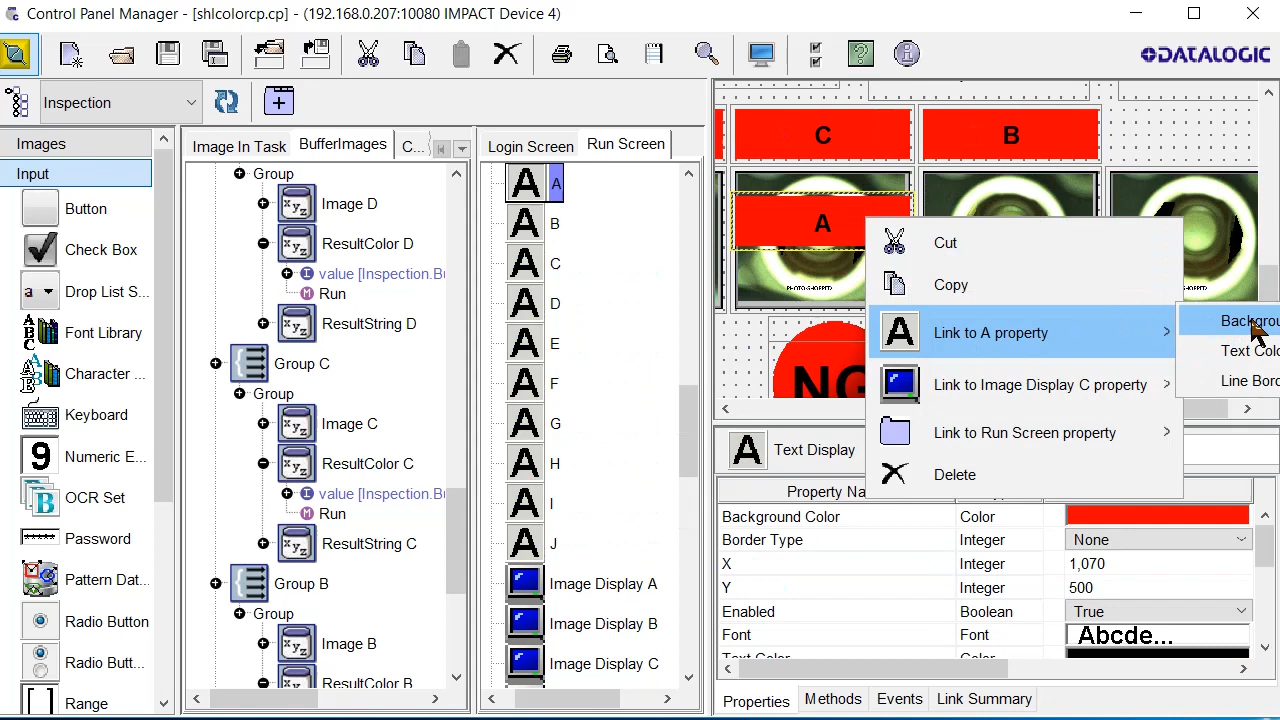 Control Panel Manager - [shlcolorcp.cp] - (192.168.0.207:10080 IMPACT Device 4)
DATALOGIC
Inspection
Images
Input
Button
Check Box
Drop List S...
Font Library
Character ...
Keyboard
Numeric E...
OCR Set
Password
Pattern Dat...
Radio Button
Radio Butt...
Range
Image In Task
BufferImages
C...
Group
Image D
ResultColor D
value [Inspection.Bu
Run
ResultString D
Group C
Group
Image C
ResultColor C
value [Inspection.Bu
Run
ResultString C
Group B
Group
Image B
ResultColor B
Login Screen
Run Screen
A
B
C
D
E
F
G
H
I
J
Image Display A
Image Display B
Image Display C
C
B
A
PHOTO CHOPPED
NG
Cut
Copy
Link to A property
Link to Image Display C property
Link to Run Screen property
Delete
Backgrou
Text Colo
Line Bord
Text Display
Property Na
Background Color
Color
Border Type
Integer
None
X
Integer
1,070
Y
Integer
500
Enabled
Boolean
True
Font
Font
Abcde...
Text Color
Color
Properties
Methods
Events
Link Summary